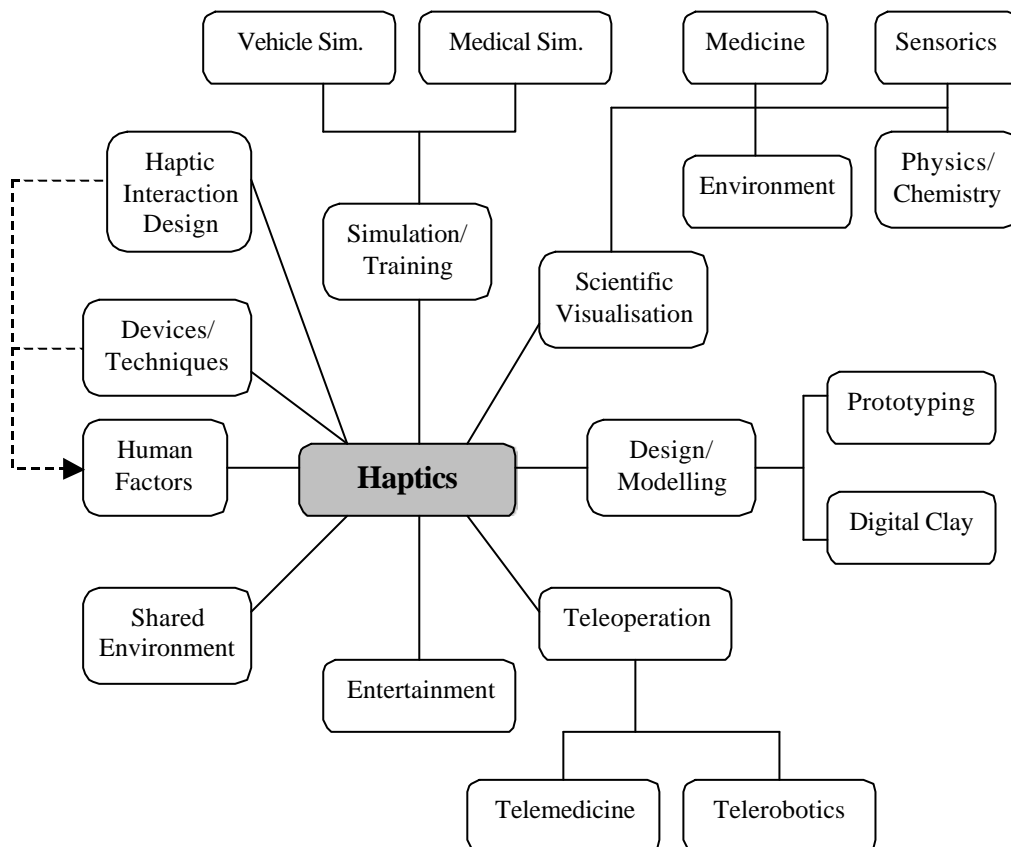 Vehicle Sim.
Medical Sim.
Medicine
Sensorics
Haptic
Interaction
Design
Environment
Physics/
Chemistry
Simulation/
Training
Scientific
Visualisation
Devices/
Techniques
Prototyping
Human
Factors
Haptics
Design/
Modelling
Digital Clay
Shared
Environment
Teleoperation
Entertainment
Telemedicine
Telerobotics